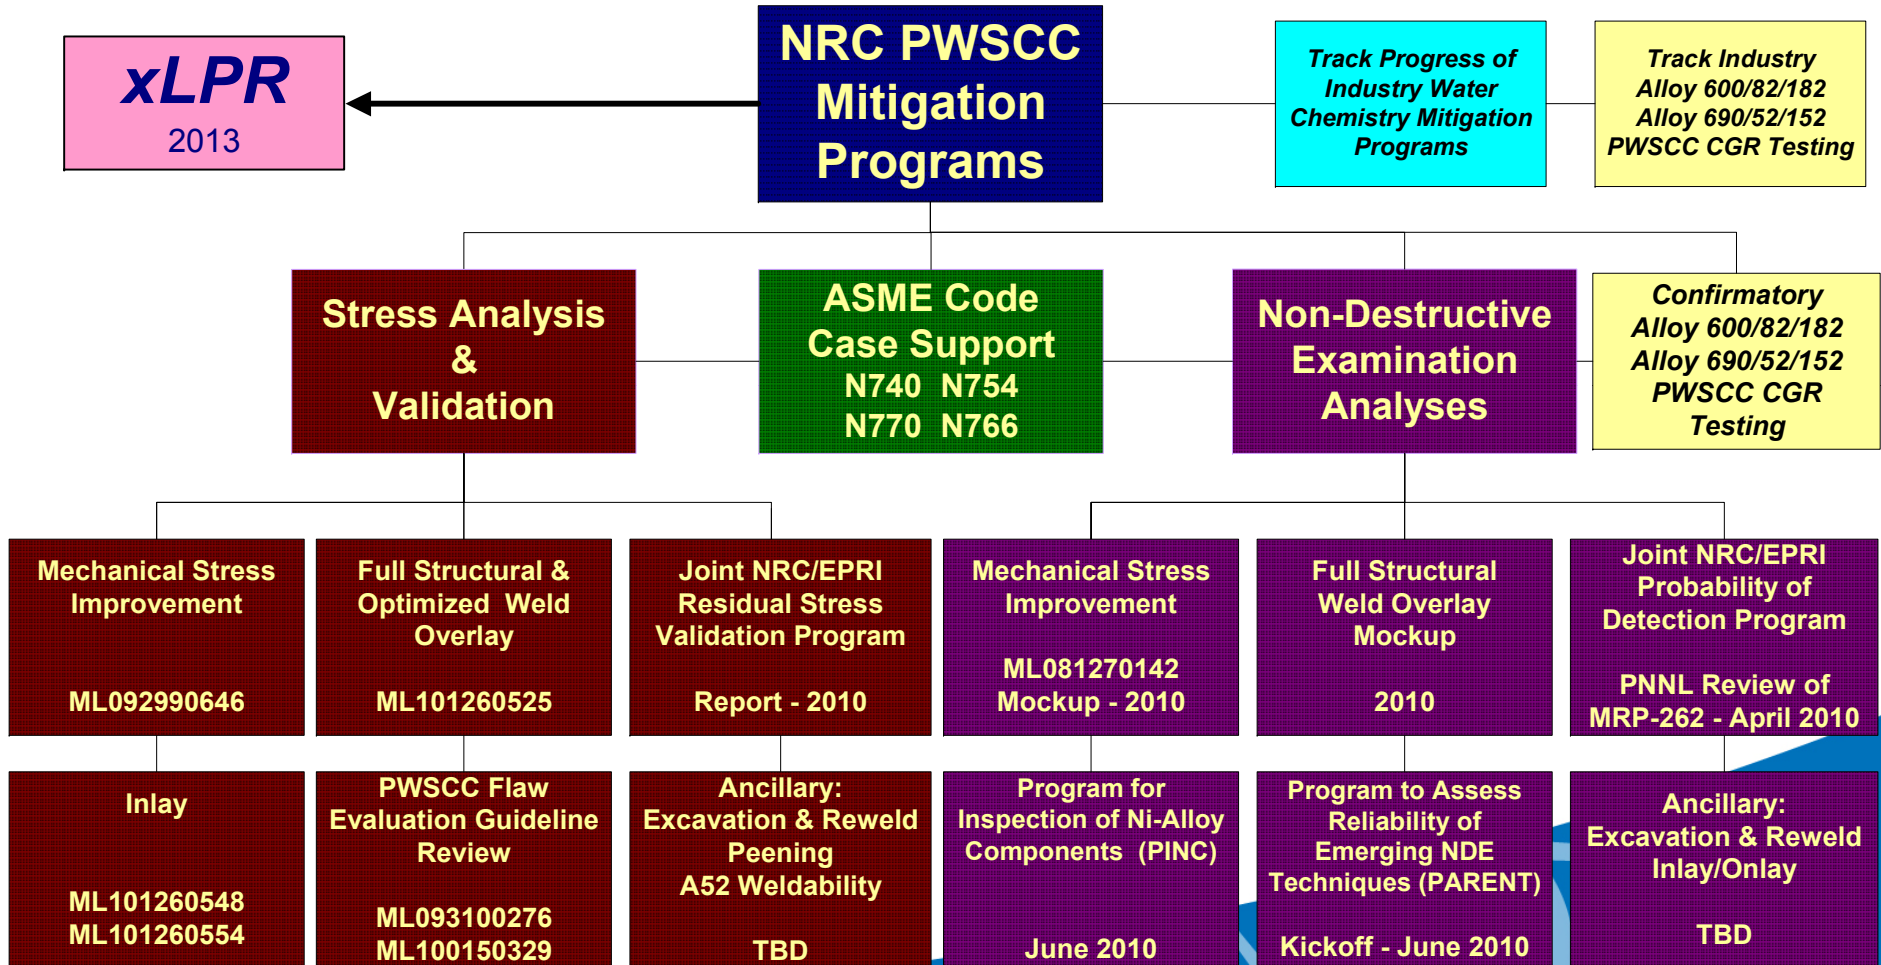 xLPR
2013
NRC PWSCC
Mitigation
Programs
Track Progress of
Industry Water
Chemistry Mitigation
Programs
Track Industry
Alloy 600/82/182
Alloy 690/52/152
PWSCC CGR Testing
Stress Analysis
&
Validation
ASME Code
Case Support
N740 N754
N770 N766
Non-Destructive
Examination
Analyses
Confirmatory
Alloy 600/82/182
Alloy 690/52/152
PWSCC CGR
Testing
Mechanical Stress
Improvement
ML092990646
Full Structural &
Optimized Weld
Overlay
ML101260525
Joint NRC/EPRI
Residual Stress
Validation Program
Report - 2010
Mechanical Stress
Improvement
ML081270142
Mockup - 2010
Full Structural
Weld Overlay
Mockup
2010
Joint NRC/EPRI
Probability of
Detection Program
PNNL Review of
MRP-262 - April 2010
Inlay
ML101260548
ML101260554
PWSCC Flaw
Evaluation Guideline
Review
ML093100276
ML100150329
Ancillary:
Excavation & Reweld
Peening
A52 Weldability
TBD
Program for
Inspection of Ni-Alloy
Components (PINC)
June 2010
Program to Assess
Reliability of
Emerging NDE
Techniques (PARENT)
Kickoff - June 2010
Ancillary:
Excavation & Reweld
Inlay/Onlay
TBD